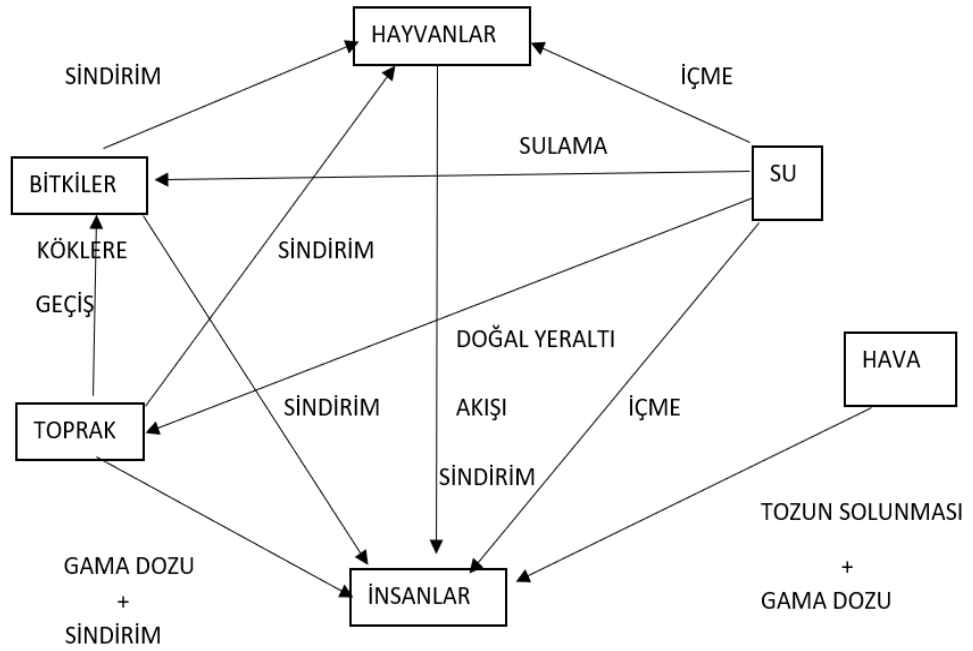 HAYVANLAR
SİNDİRİM
İÇME
SULAMA
BİTKİLER
SU
KÖKLERE
GEÇİŞ
SİNDİRİM
DOĞAL YERALTI
AKIŞI
HAVA
TOPRAK
SİNDİRİM
İÇME
SİNDİRİM
TOZUN SOLUNMASI
+
GAMA DOZU
GAMA DOZU
+
SİNDİRİM
İNSANLAR